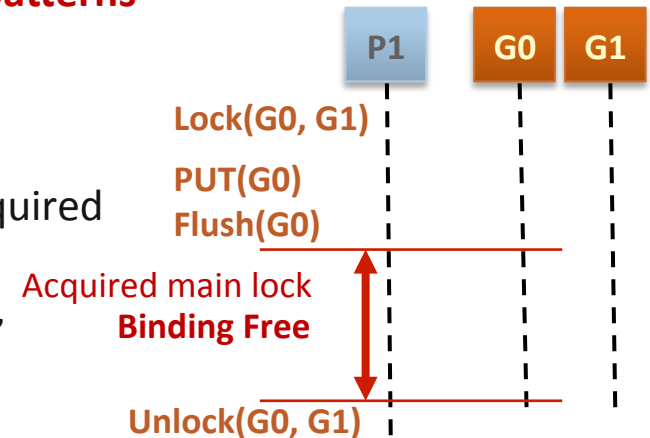 P1 G0 G1
Lock(G0, G1)
PUT(G0)
Flush(G0)
Acquired main lock
Binding Free
Unlock(G0, G1)